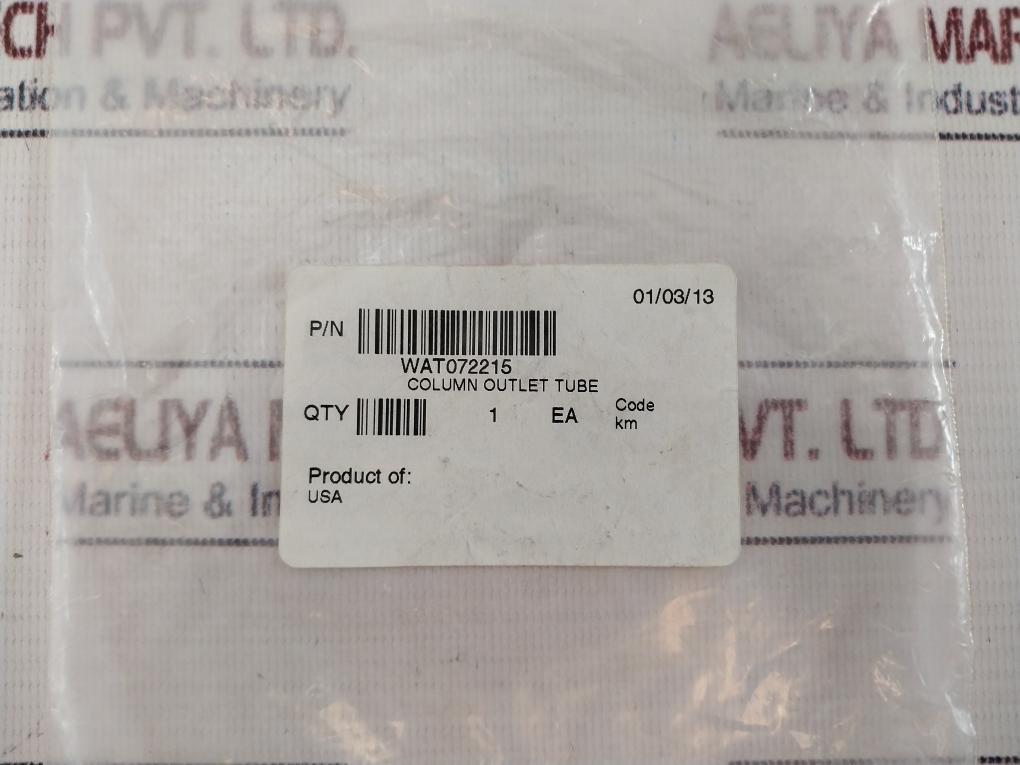 CH PVT. LTD.
AELIYA MAR
ation & Machinery
Marine & Indust
01/03/13
P/N
WAT072215
COLUMN OUTLET TUBE
QTY 1 EA Code
km
Product of:
USA
AELIYA M
VT. LTD
Marine & In
Machinery